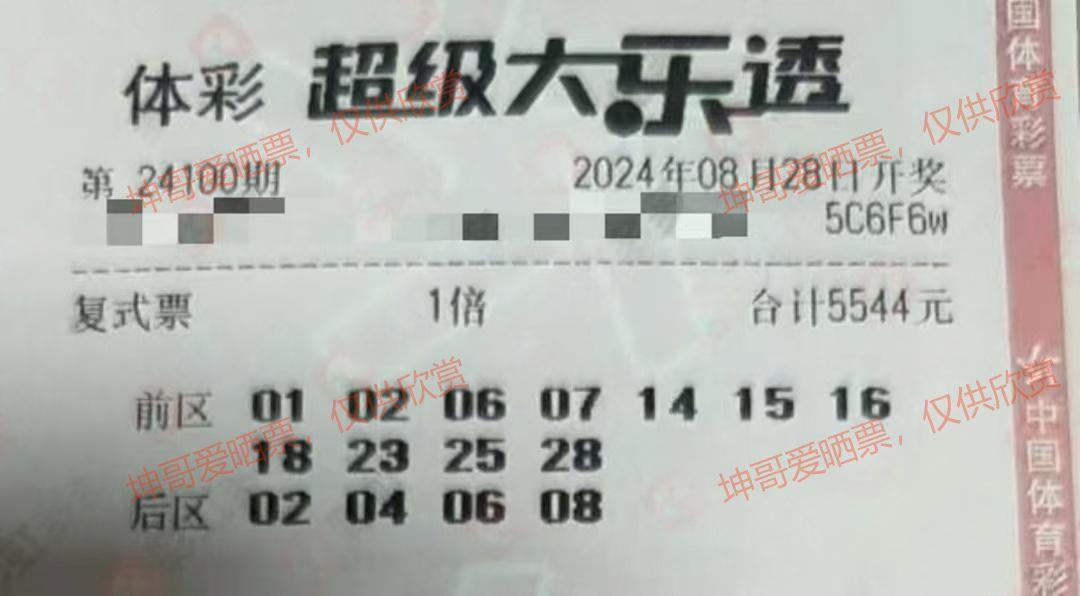 体彩 超级大乐透
第 24100期 2024年08月28日开奖
5C6F6w
复式票 1倍 合计5544元
前区 01 02 06 07 14 15 16
18 23 25 28
后区 02 04 06 08
坤哥爱晒票，仅供欣赏
坤哥爱晒票，仅供欣赏
坤哥爱晒票，仅供欣赏
坤哥爱晒票，仅供欣赏
国体育彩票
中国体育彩